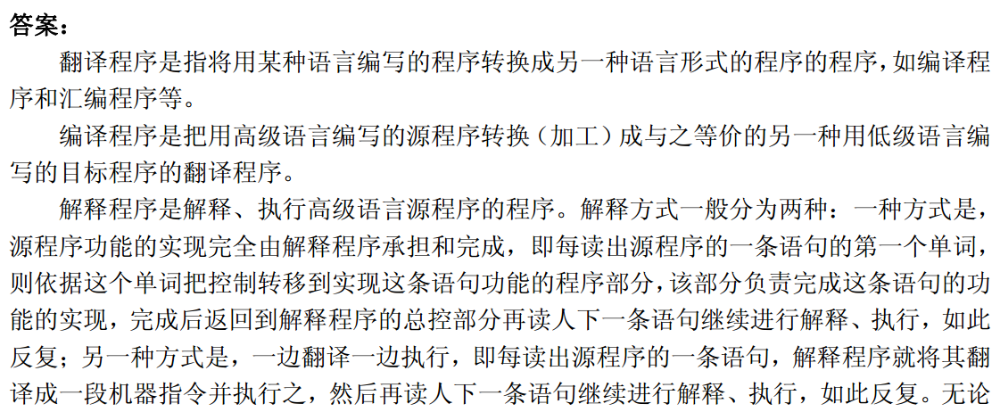 答案：
翻译程序是指将用某种语言编写的程序转换成另一种语言形式的程序的程序，如编译程
序和汇编程序等。
编译程序是把用高级语言编写的源程序转换（加工）成与之等价的另一种用低级语言编
写的目标程序的翻译程序。
解释程序是解释、执行高级语言源程序的程序。解释方式一般分为两种：一种方式是，
源程序功能的实现完全由解释程序承担和完成，即每读出源程序的一条语句的第一个单词，
则依据这个单词把控制转移到实现这条语句功能的程序部分，该部分负责完成这条语句的功
能的实现，完成后返回到解释程序的总控部分再读人下一条语句继续进行解释、执行，如此
反复；另一种方式是，一边翻译一边执行，即每读出源程序的一条语句，解释程序就将其翻
译成一段机器指令并执行之，然后再读人下一条语句继续进行解释、执行，如此反复。无论